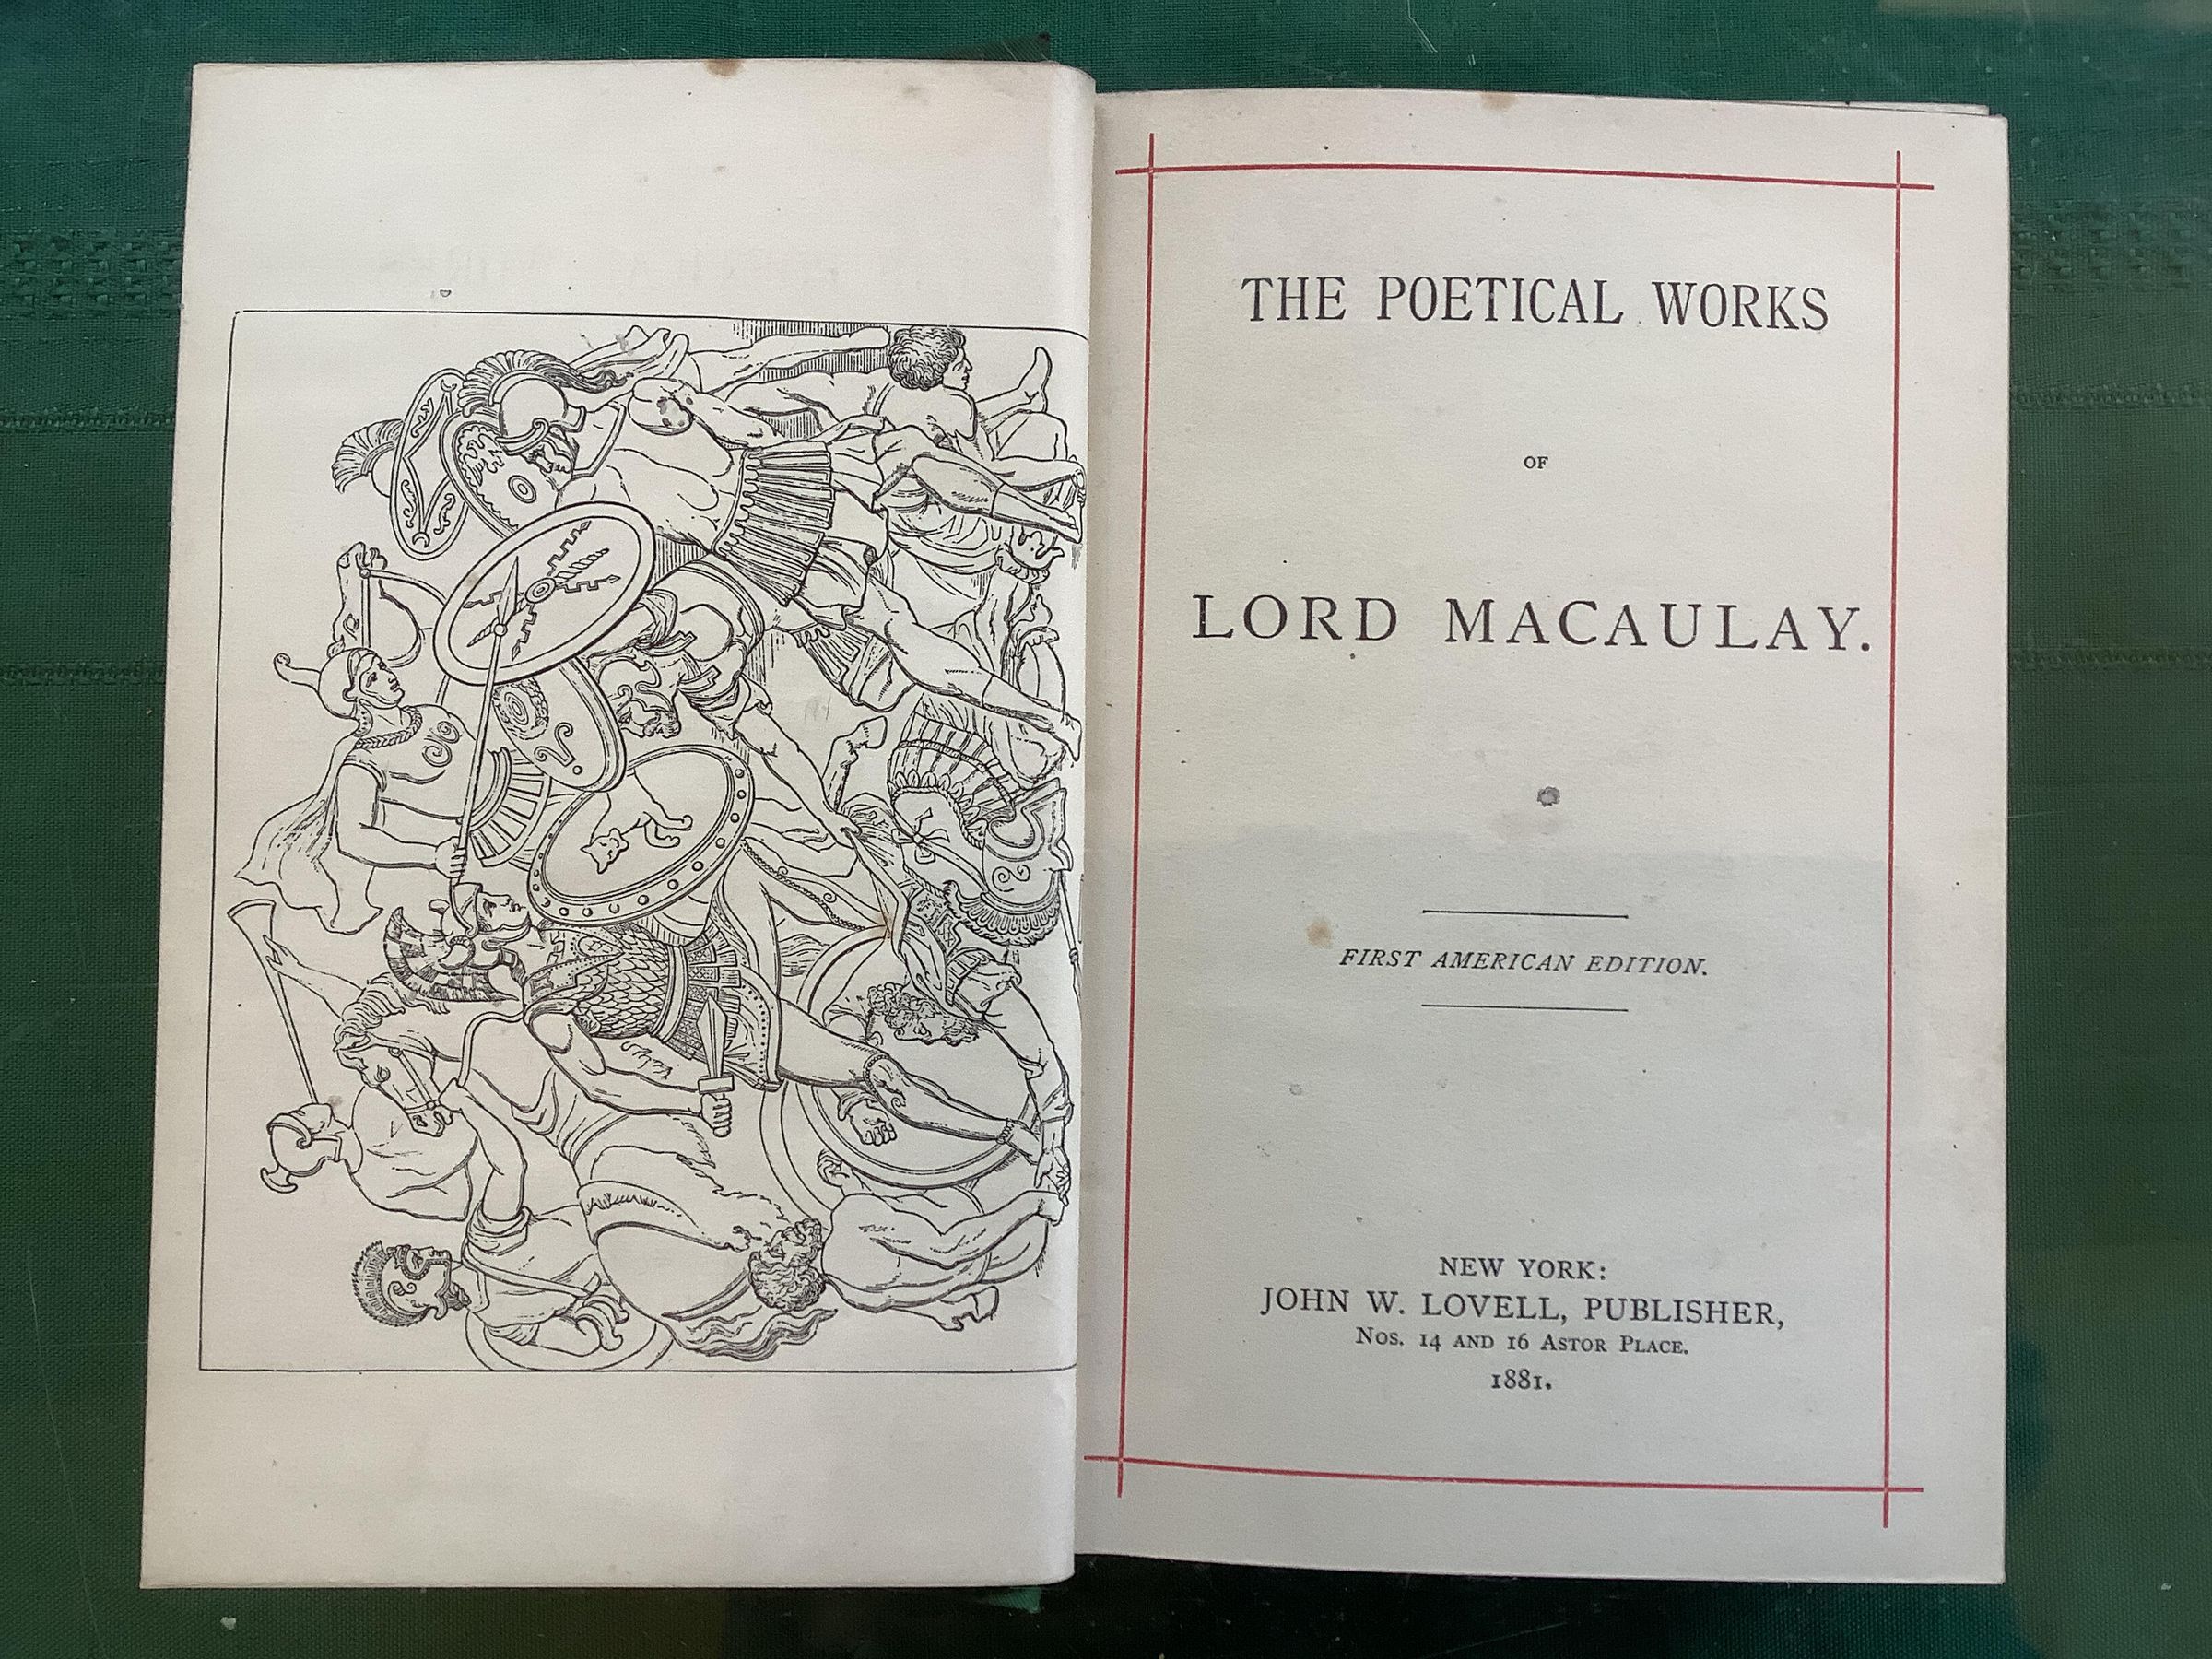 THE POETICAL WORKS
OF
LORD MACAULAY.
FIRST AMERICAN EDITION.
NEW YORK:
JOHN W. LOVELL, PUBLISHER,
Nos. 14 AND 16 ASTOR PLACE.
1881.